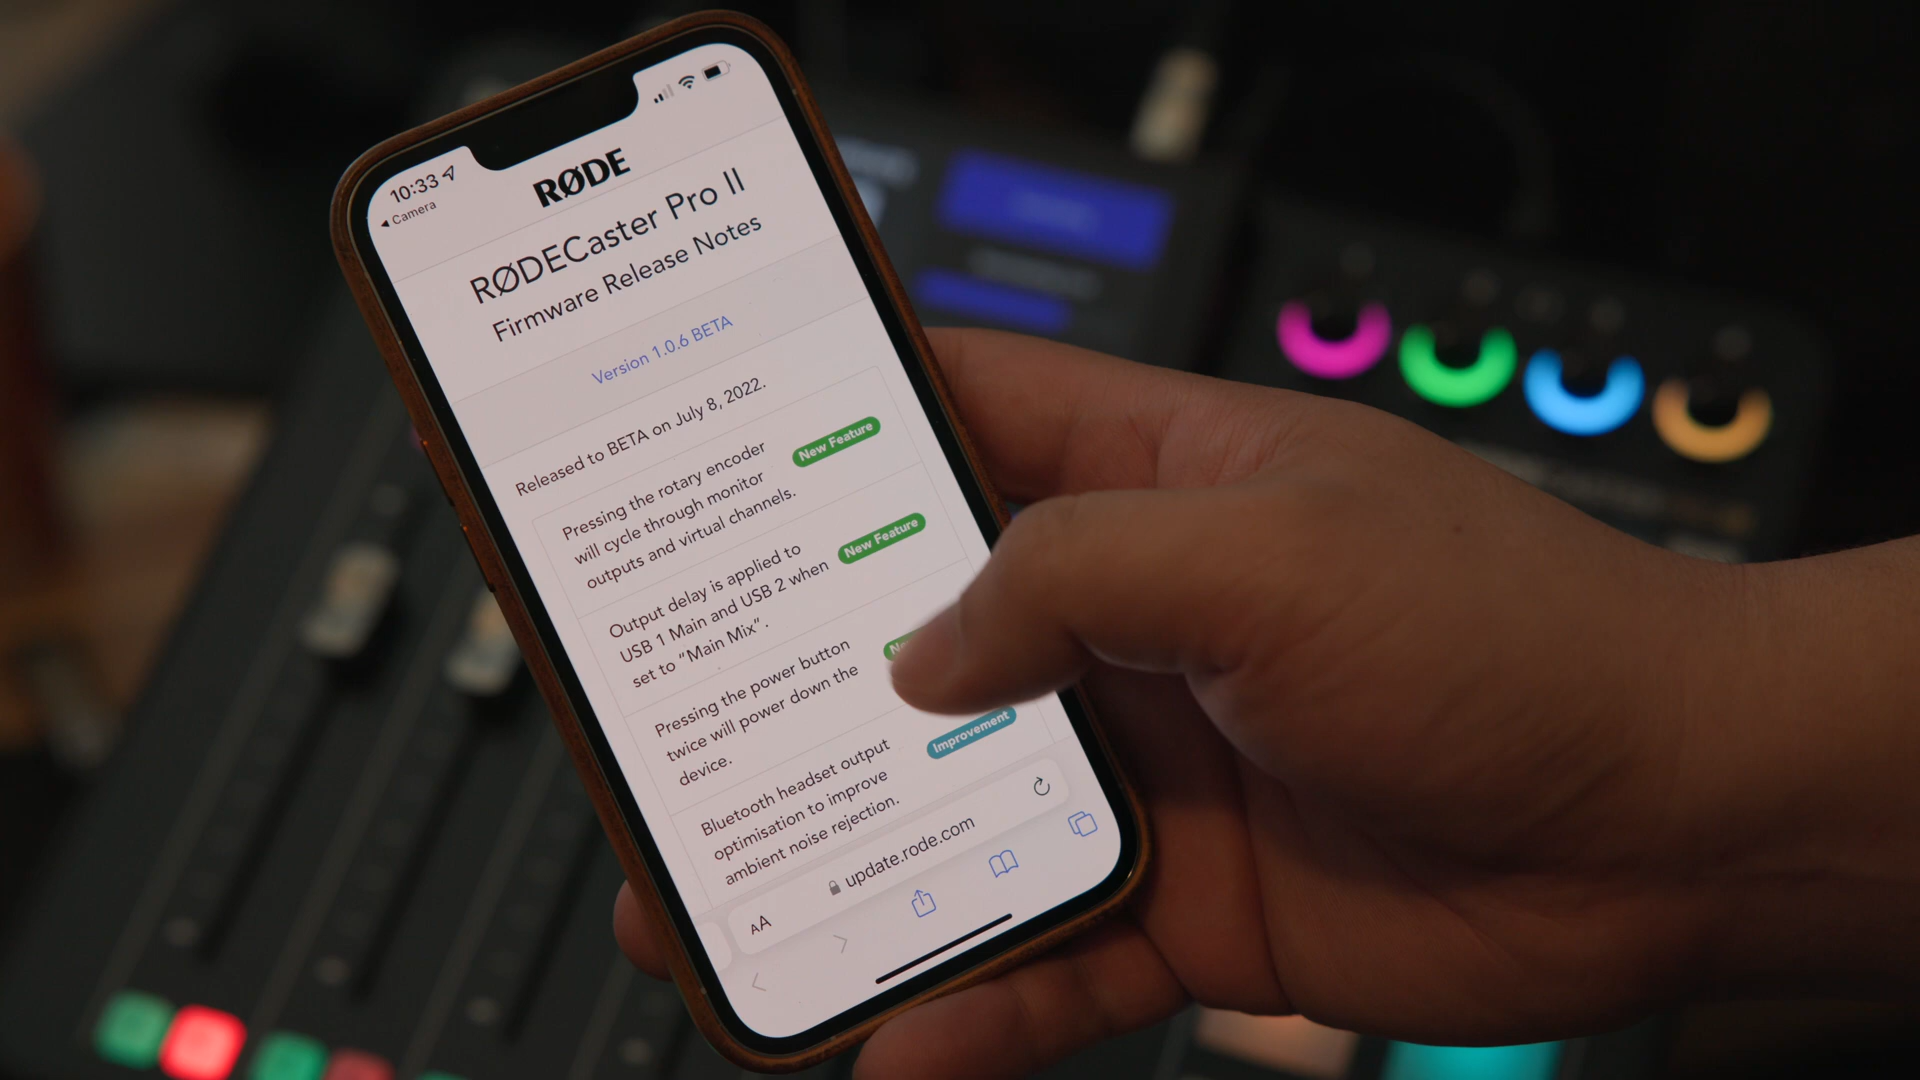 10:33
Camera
RØDE
RØDECaster Pro II
Firmware Release Notes
Version 1.0.6 BETA
Released to BETA on July 8, 2022.
Pressing the rotary encoder
will cycle through monitor
outputs and virtual channels.
New Feature
Output delay is applied to
USB 1 Main and USB 2 when
set to “Main Mix”.
New Feature
Pressing the power button
twice will power down the
device.
Bluetooth headset output
optimisation to improve
ambient noise rejection.
Improvement
AA
update.rode.com